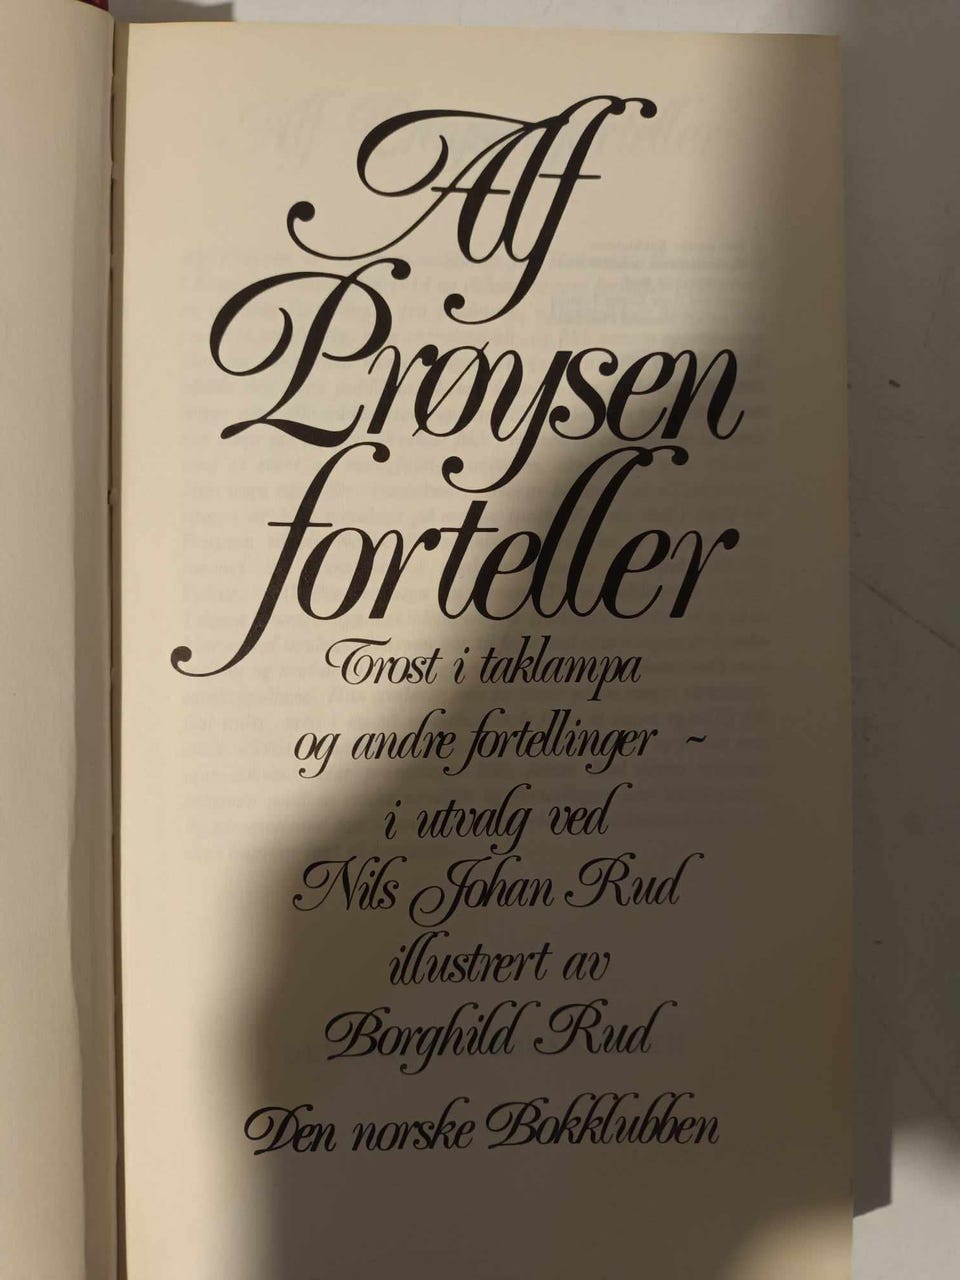 Alf
Prøysen
forteller
Trost i taklampa
og andre fortellinger ~
i utvalg ved
Nils Johan Rud
illustrert av
Borghild Rud
Den norske Bokklubben